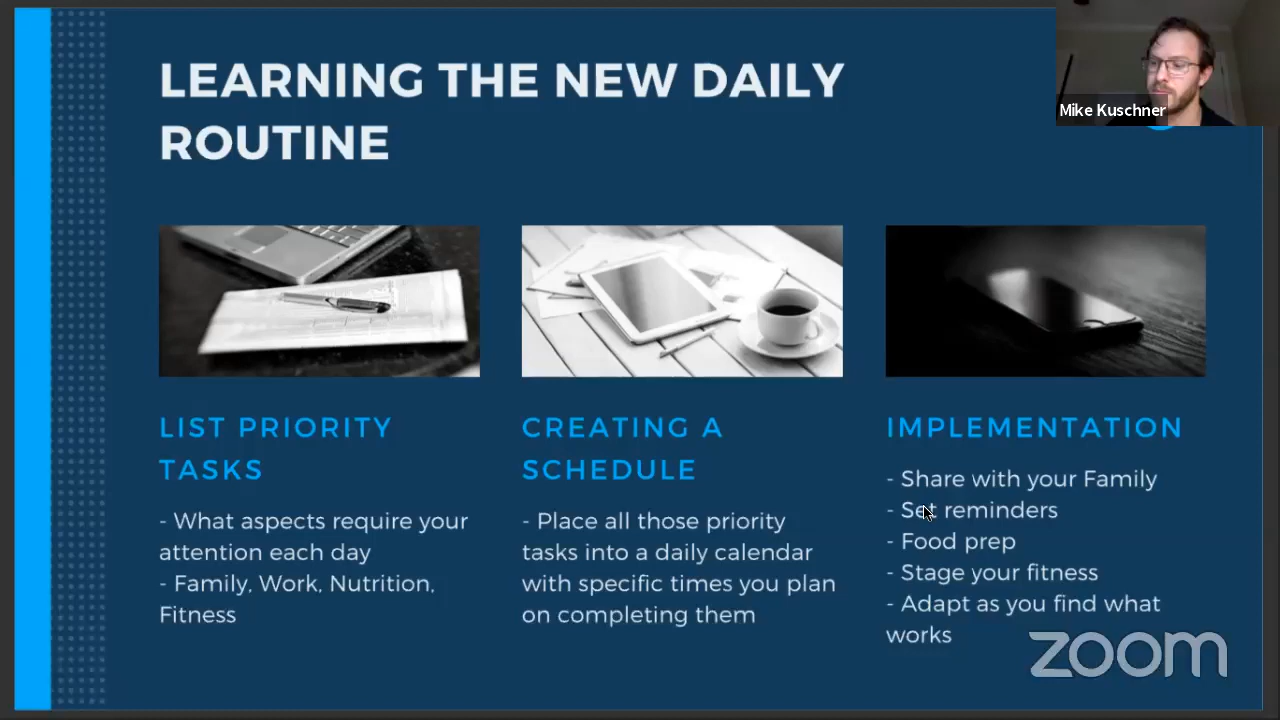 LEARNING THE NEW DAILY
ROUTINE
Mike Kuschner
LIST PRIORITY
TASKS
- What aspects require your
attention each day
- Family, Work, Nutrition,
Fitness
CREATING A
SCHEDULE
- Place all those priority
tasks into a daily calendar
with specific times you plan
on completing them
IMPLEMENTATION
- Share with your Family
- Set reminders
- Food prep
- Stage your fitness
- Adapt as you find what
works
zoom